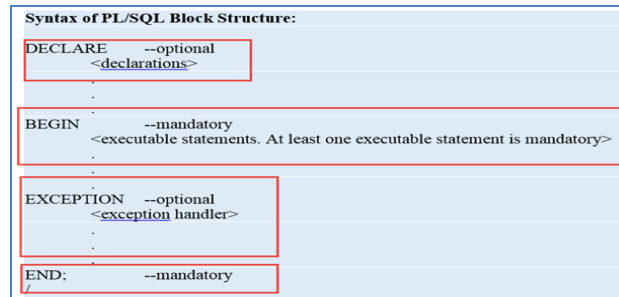 Syntax of PL/SQL Block Structure:
DECLARE --optional
<declarations>
.
.
.
BEGIN --mandatory
<executable statements. At least one executable statement is mandatory>
.
.
.
EXCEPTION --optional
<exception handler>
.
.
.
END; --mandatory
/